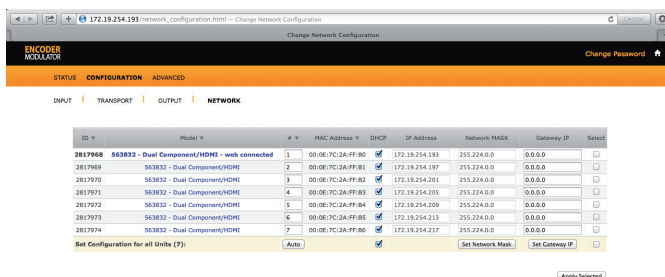 172.19.254.193/network_configuration.html — Change Network Configuration
Lector
Change Network Configuration
ENCODER
MODULATOR
Change Password
STATUS CONFIGURATION ADVANCED
INPUT TRANSPORT OUTPUT NETWORK
ID Model # MAC Address DHCP IP Address Network MASK Gateway IP Select
2817968 563832 - Dual Component/HDMI - web connected 1 00:0E:7C:2A:FF:B0 172.19.254.193 255.224.0.0 0.0.0.0
2817969 563832 - Dual Component/HDMI 2 00:0E:7C:2A:FF:B1 172.19.254.197 255.224.0.0 0.0.0.0
2817970 563832 - Dual Component/HDMI 3 00:0E:7C:2A:FF:B2 172.19.254.201 255.224.0.0 0.0.0.0
2817971 563832 - Dual Component/HDMI 4 00:0E:7C:2A:FF:B3 172.19.254.205 255.224.0.0 0.0.0.0
2817972 563832 - Dual Component/HDMI 5 00:0E:7C:2A:FF:B4 172.19.254.209 255.224.0.0 0.0.0.0
2817973 563832 - Dual Component/HDMI 6 00:0E:7C:2A:FF:B5 172.19.254.213 255.224.0.0 0.0.0.0
2817974 563832 - Dual Component/HDMI 7 00:0E:7C:2A:FF:B6 172.19.254.217 255.224.0.0 0.0.0.0
Set Configuration for all Units (7): Auto Set Network Mask Set Gateway IP
Apply Selected